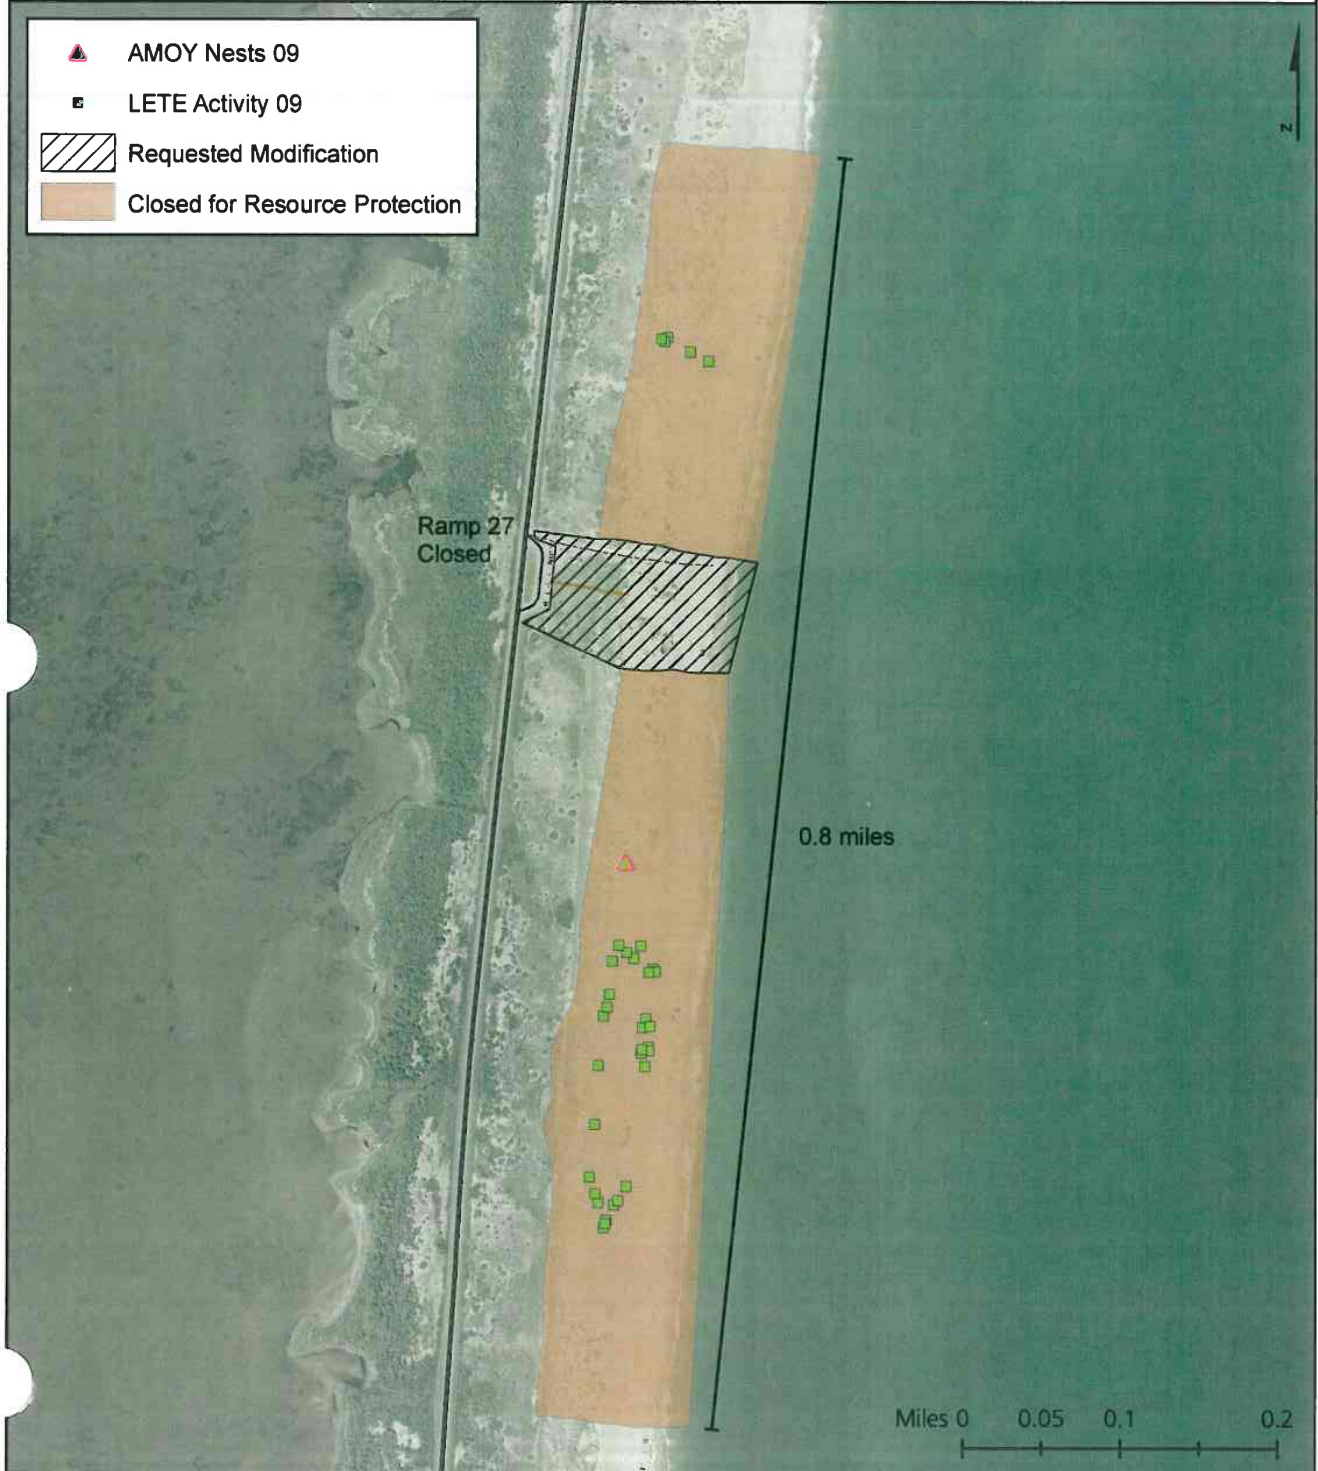 AMOY Nests 09
LETE Activity 09
Requested Modification
Closed for Resource Protection
N
Ramp 27
Closed
0.8 miles
Miles 0 0.05 0.1 0.2